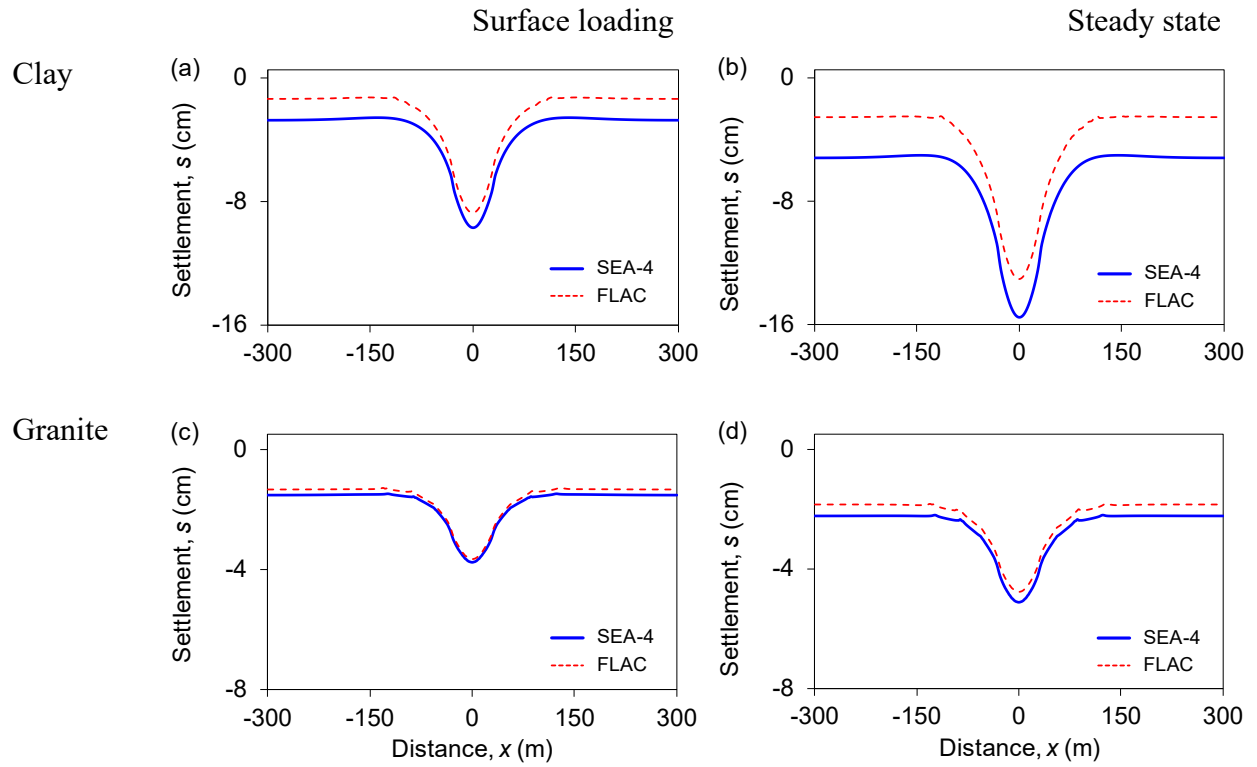 Surface loading
Steady state
Clay
(a)
(b)
0
-8
-16
Settlement, s (cm)
SEA-4
FLAC
-300
-150
0
150
300
0
-8
-16
Settlement, s (cm)
SEA-4
FLAC
-300
-150
0
150
300
Granite
(c)
(d)
0
-4
-8
Settlement, s (cm)
SEA-4
FLAC
-300
-150
0
150
300
Distance, x (m)
0
-4
-8
Settlement, s (cm)
SEA-4
FLAC
-300
-150
0
150
300
Distance, x (m)